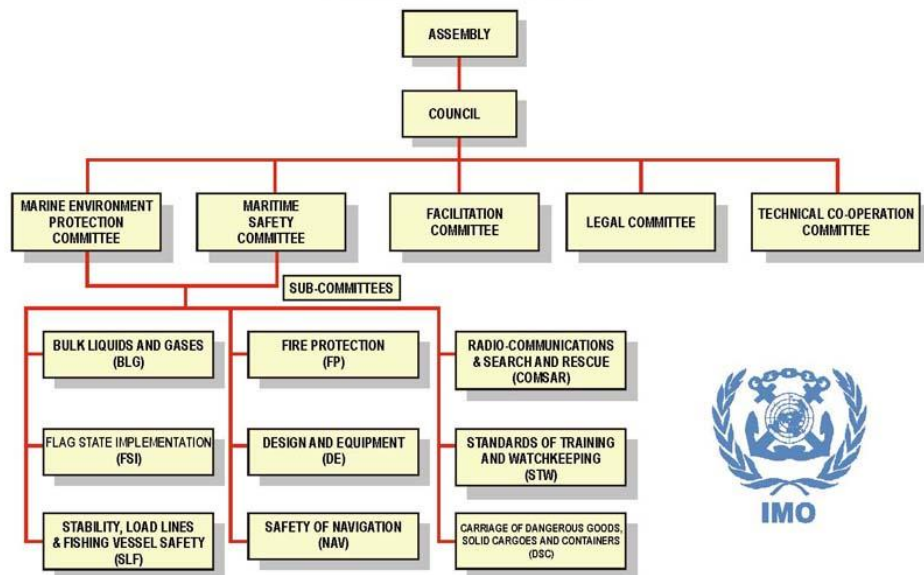 ASSEMBLY
COUNCIL
MARINE ENVIRONMENT
PROTECTION
COMMITTEE
MARITIME
SAFETY
COMMITTEE
FACILITATION
COMMITTEE
LEGAL COMMITTEE
TECHNICAL CO-OPERATION
COMMITTEE
SUB-COMMITTEES
BULK LIQUIDS AND GASES
(BLG)
FIRE PROTECTION
(FP)
RADIO-COMMUNICATIONS
& SEARCH AND RESCUE
(COMSAR)
FLAG STATE IMPLEMENTATION
(FSI)
DESIGN AND EQUIPMENT
(DE)
STANDARDS OF TRAINING
AND WATCHKEEPING
(STW)
STABILITY, LOAD LINES
& FISHING VESSEL SAFETY
(SLF)
SAFETY OF NAVIGATION
(NAV)
CARRIAGE OF DANGEROUS GOODS,
SOLID CARGOES AND CONTAINERS
(DSC)
IMO